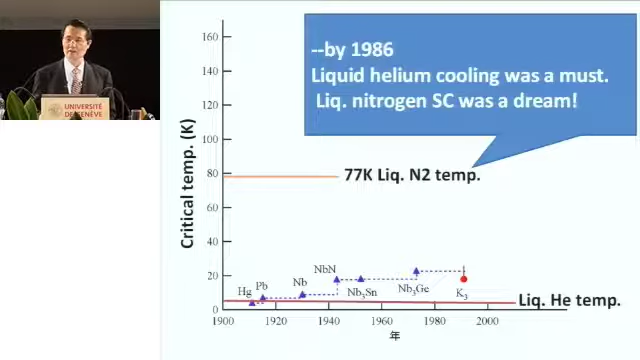 UNIVERSITÉ
DE GENÈVE
--by 1986
Liquid helium cooling was a must.
Liq. nitrogen SC was a dream!
Critical temp. (K)
160
140
120
100
80
60
40
20
0
77K Liq. N2 temp.
Hg
Pb
Nb
NbN
Nb3Sn
Nb3Ge
K3
Liq. He temp.
1900
1920
1940
1960
1980
2000
年